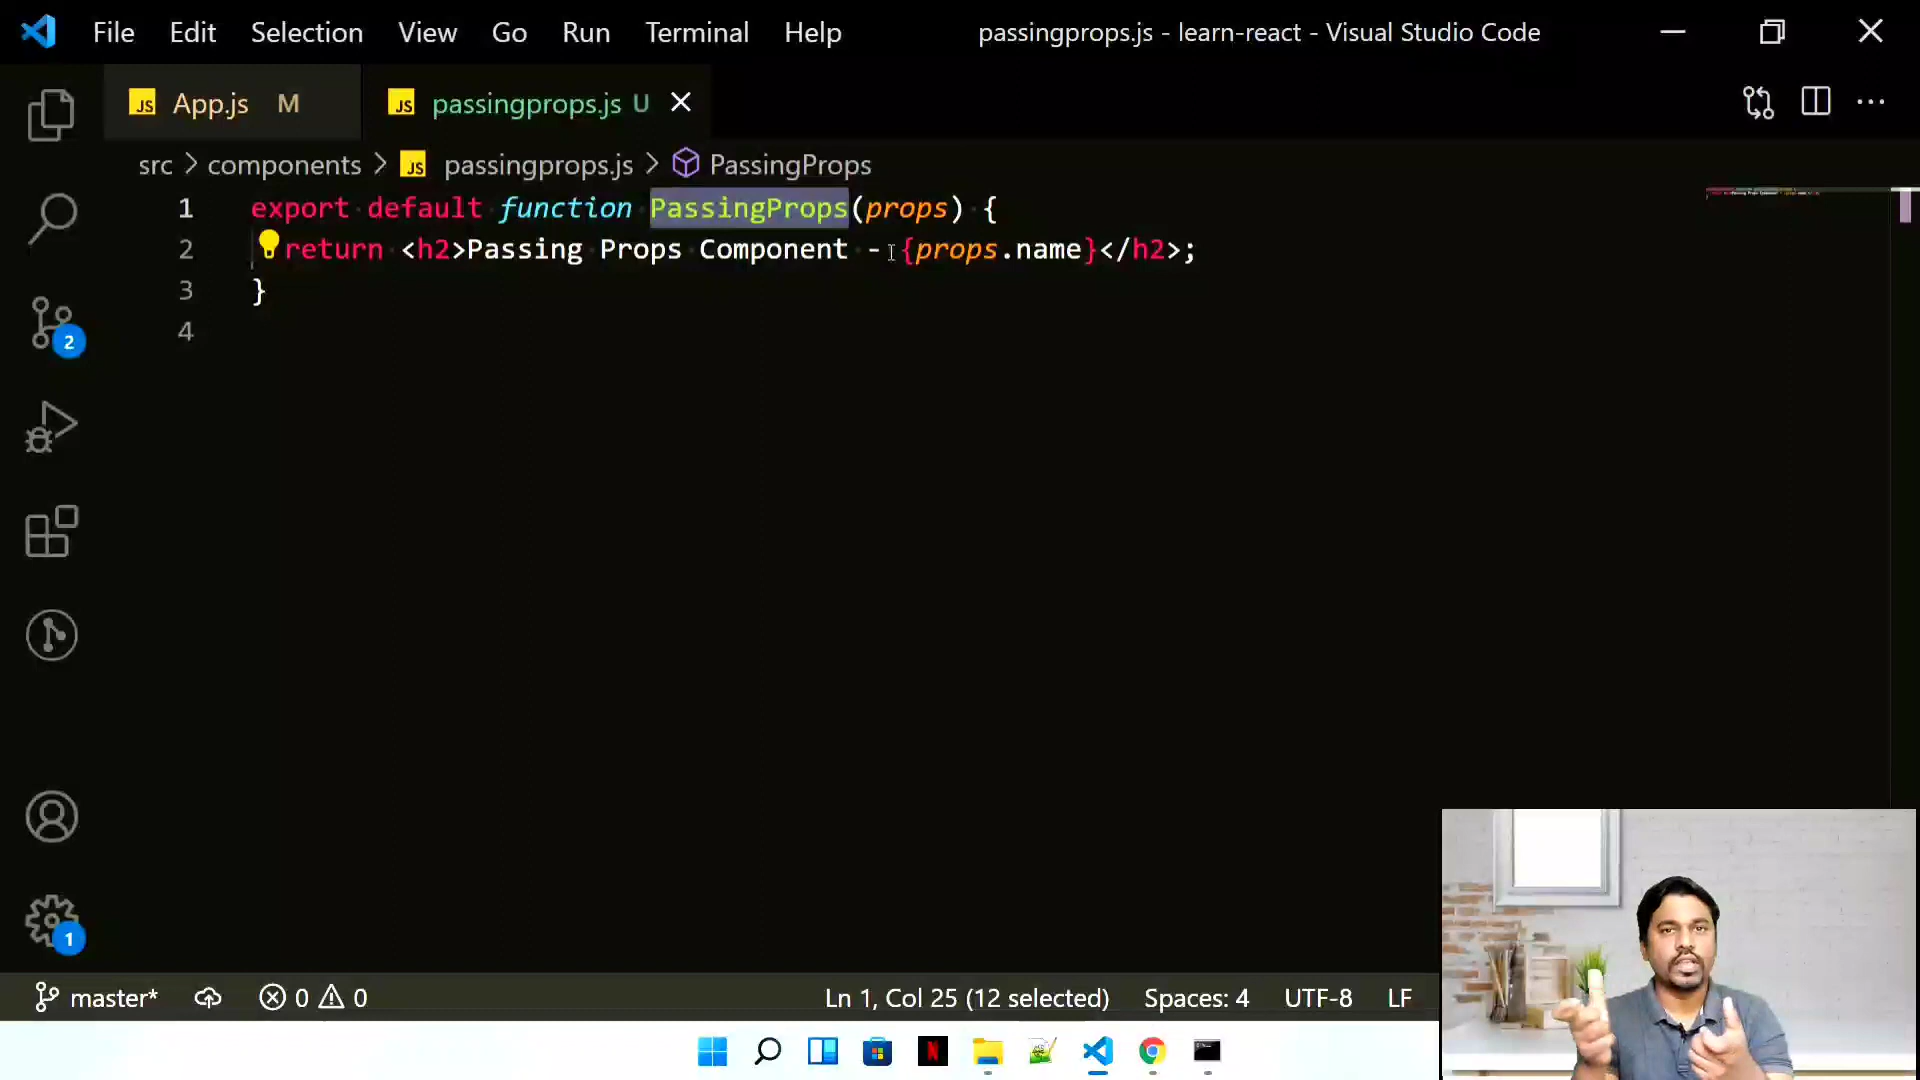 File Edit Selection View Go Run Terminal Help passingprops.js - learn-react - Visual Studio Code
JS App.js M JS passingprops.js U
src > components > JS passingprops.js > PassingProps
1 export default function PassingProps(props) {
2 return <h2>Passing Props Component - {props.name}</h2>;
3 }
4
2
1
master* 0 0 Ln 1, Col 25 (12 selected) Spaces: 4 UTF-8 LF
N